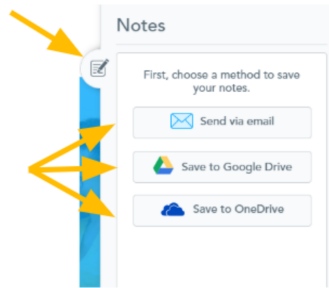 Notes
First, choose a method to save
your notes.
Send via email
Save to Google Drive
Save to OneDrive